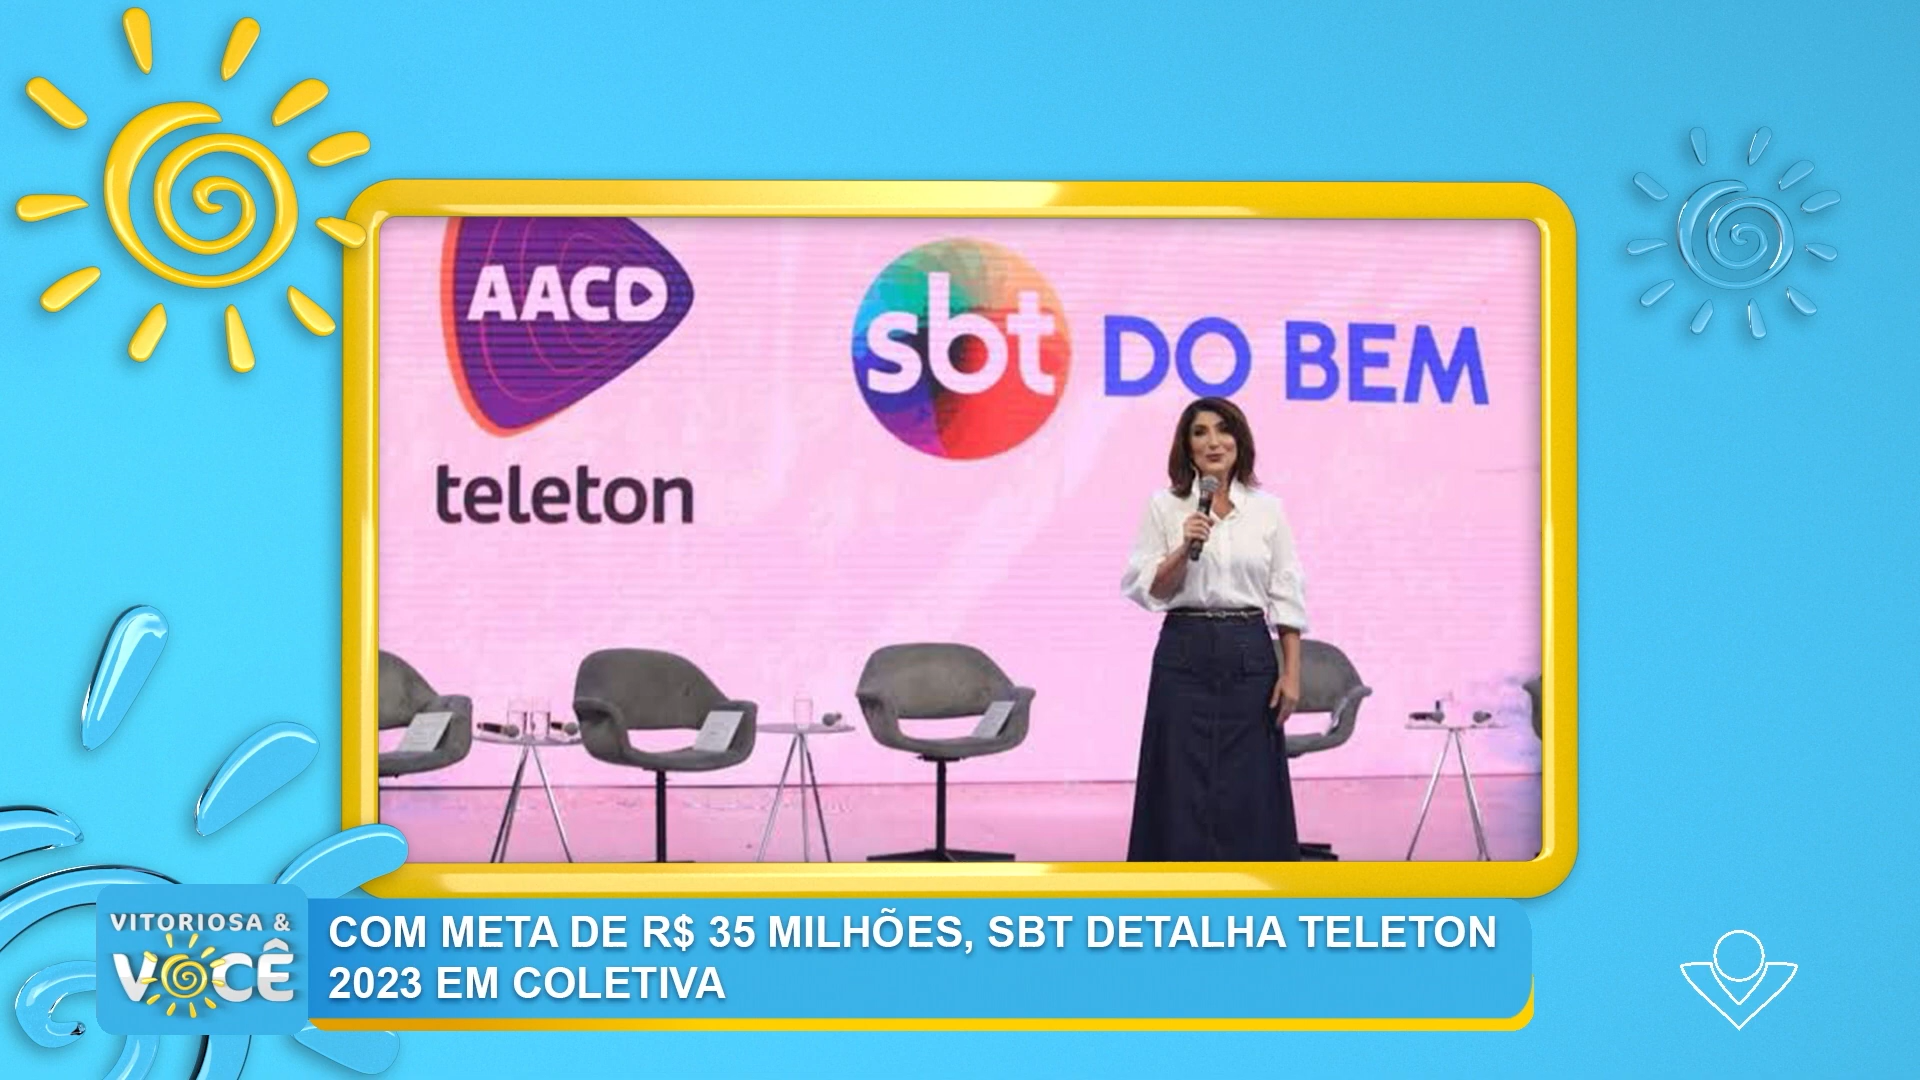 AACD
teleton
sbt DO BEM
VITORIOSA &
VOCÊ
COM META DE R$ 35 MILHÕES, SBT DETALHA TELETON
2023 EM COLETIVA